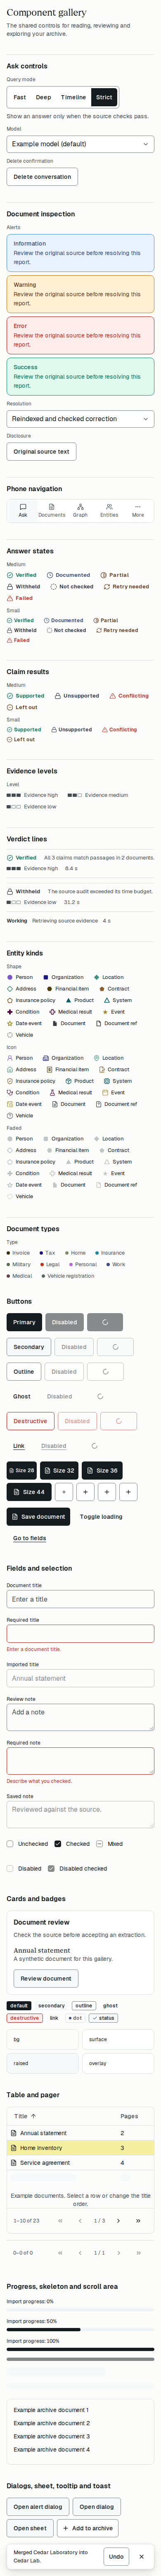 Component gallery
The shared controls for reading, reviewing and
exploring your archive.
Ask controls
Query mode
Fast Deep Timeline Strict
Show an answer only when the source checks pass.
Model
Example model (default)
Delete confirmation
Delete conversation
Document inspection
Alerts
Information
Review the original source before resolving this
report.
Warning
Review the original source before resolving this
report.
Error
Review the original source before resolving this
report.
Success
Review the original source before resolving this
report.
Resolution
Reindexed and checked correction
Disclosure
Original source text
Phone navigation
Ask Documents Graph Entities More
Answer states
Medium
Verified Documented Partial
Withheld Not checked Retry needed
Failed
Small
Verified Documented Partial
Withheld Not checked Retry needed
Failed
Claim results
Medium
Supported Unsupported Conflicting
Left out
Small
Supported Unsupported Conflicting
Left out
Evidence levels
Level
Evidence high Evidence medium
Evidence low
Verdict lines
Verified All 3 claims match passages in 2 documents.
Evidence high 8.4 s
Withheld The source audit exceeded its time budget.
Evidence low 31.2 s
Working Retrieving source evidence 4 s
Entity kinds
Shape
Person Organization Location
Address Financial item Contract
Insurance policy Product System
Condition Medical result Event
Date event Document Document ref
Vehicle
Icon
Person Organization Location
Address Financial item Contract
Insurance policy Product System
Condition Medical result Event
Date event Document Document ref
Vehicle
Faded
Person Organization Location
Address Financial item Contract
Insurance policy Product System
Condition Medical result Event
Date event Document Document ref
Vehicle
Document types
Type
Invoice Tax Home Insurance
Military Legal Personal Work
Medical Vehicle registration
Buttons
Primary Disabled
Secondary Disabled
Outline Disabled
Ghost Disabled
Destructive Disabled
Link Disabled
Size 28 Size 32 Size 36
Size 44
Save document Toggle loading
Go to fields
Fields and selection
Document title
Enter a title
Required title
Enter a document title.
Imported title
Annual statement
Review note
Add a note
Required note
Describe what you checked.
Saved note
Reviewed against the source.
Unchecked Checked Mixed
Disabled Disabled checked
Cards and badges
Document review
Check the source before accepting an extraction.
Annual statement
A synthetic document for this gallery.
Review document
default secondary outline ghost
destructive link dot status
bg surface
raised overlay
Table and pager
Title Pages
Annual statement 2
Home inventory 3
Service agreement 4
Example documents. Select a row or change the title
order.
1–10 of 23 1 / 3
0–0 of 0 1 / 1
Progress, skeleton and scroll area
Import progress: 0%
Import progress: 50%
Import progress: 100%
Example archive document 1
Example archive document 2
Example archive document 3
Example archive document 4
Dialogs, sheet, tooltip and toast
Open alert dialog Open dialog
Open sheet Add to archive
Merged Cedar Laboratory into
Cedar Lab.
Undo